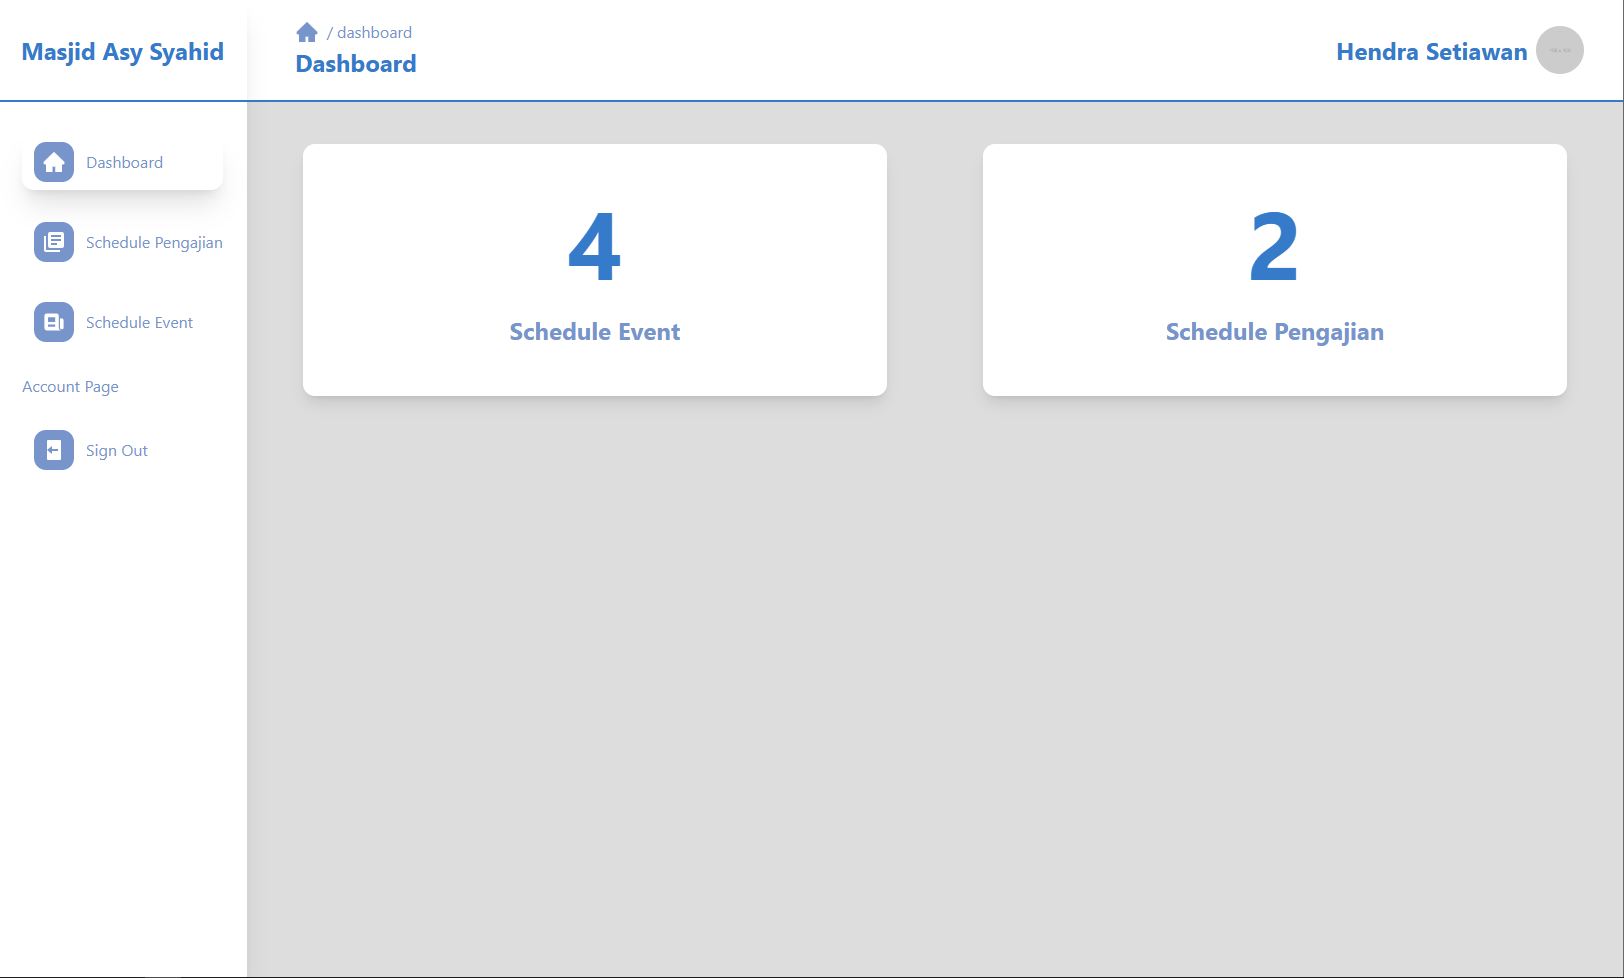 Masjid Asy Syahid
/ dashboard
Dashboard
Hendra Setiawan
Dashboard
Schedule Pengajian
Schedule Event
Account Page
Sign Out
4
Schedule Event
2
Schedule Pengajian